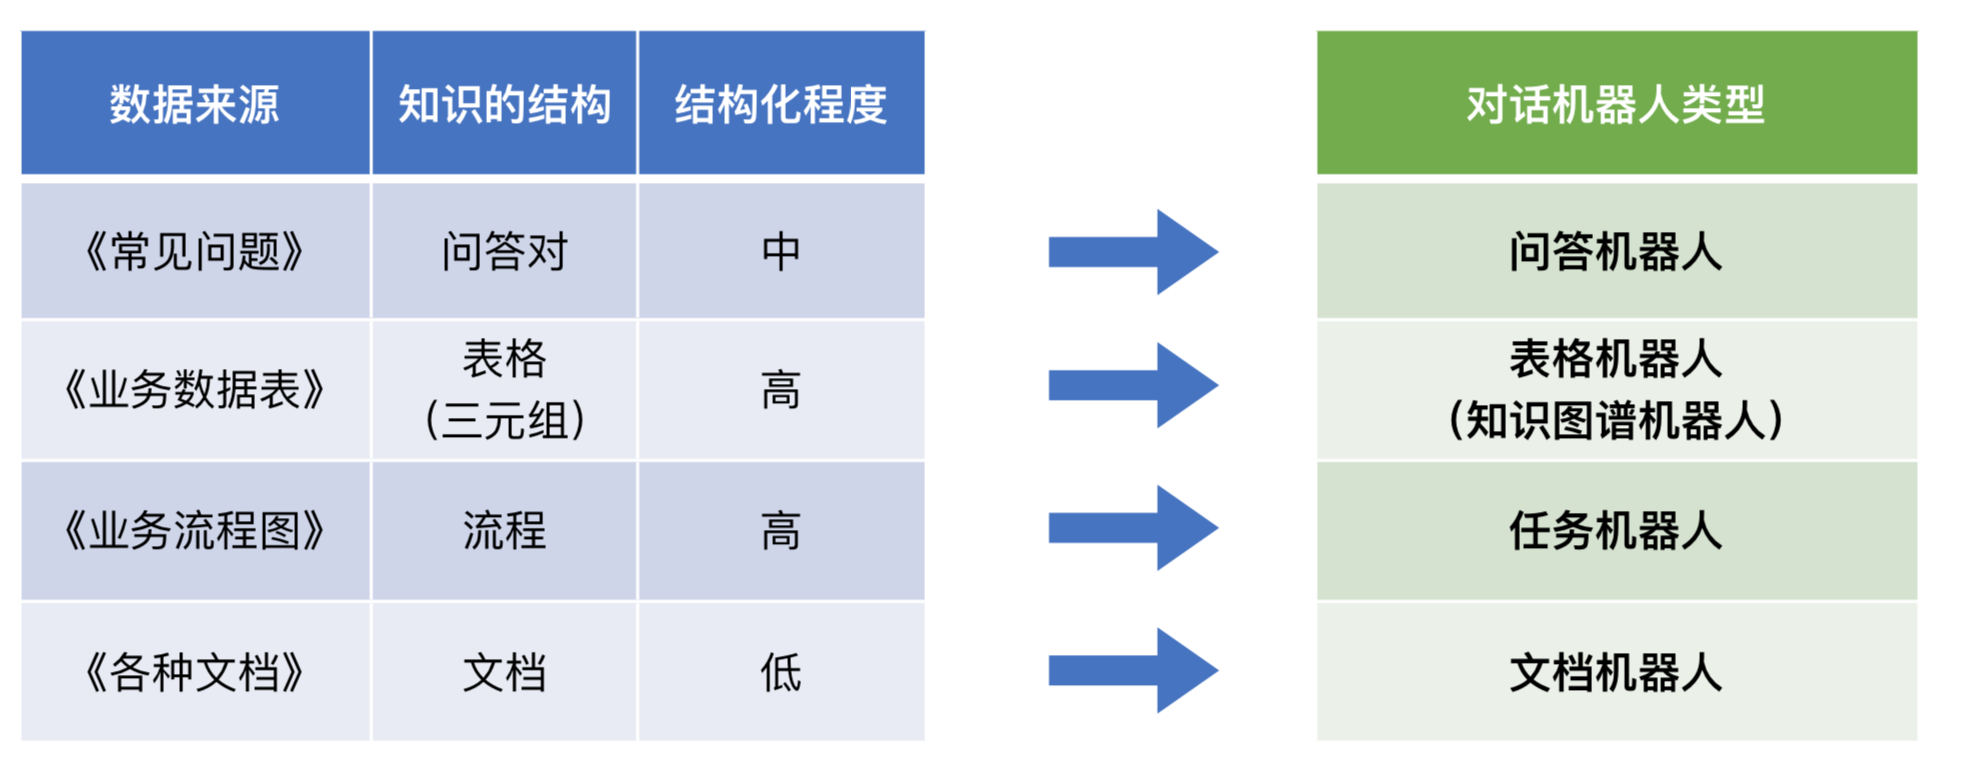 数据来源 知识的结构 结构化程度 对话机器人类型
《常见问题》 问答对 中 问答机器人
《业务数据表》 表格 高 表格机器人
(三元组) (知识图谱机器人)
《业务流程图》 流程 高 任务机器人
《各种文档》 文档 低 文档机器人